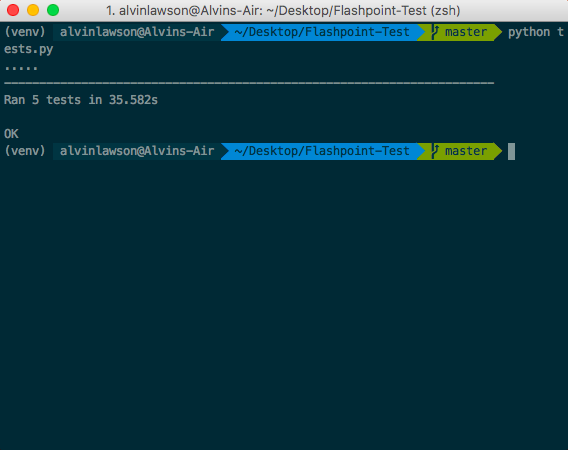 1. alvinlawson@Alvins-Air: ~/Desktop/Flashpoint-Test (zsh)
(venv) alvinlawson@Alvins-Air ~/Desktop/Flashpoint-Test master python t
ests.py
.....
----------------------------------------------------------------------
Ran 5 tests in 35.582s
OK
(venv) alvinlawson@Alvins-Air ~/Desktop/Flashpoint-Test master